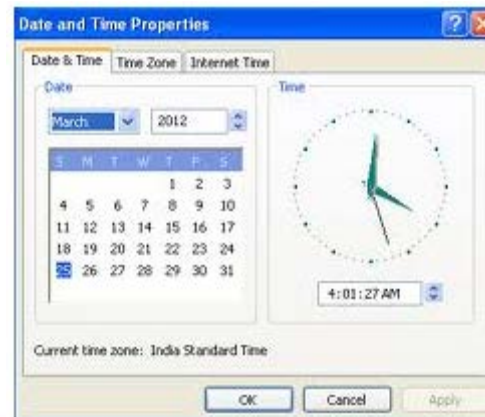 Date and Time Properties
Date & Time Time Zone Internet Time
Date
Time
March 2012
S M T W T F S
1 2 3
4 5 6 7 8 9 10
11 12 13 14 15 16 17
18 19 20 21 22 23 24
25 26 27 28 29 30 31
4:01:27 AM
Current time zone: India Standard Time
OK Cancel Apply